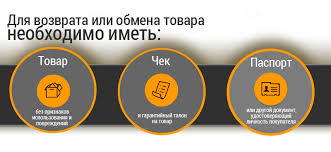 Для возврата или обмена товара
необходимо иметь:
Товар
без признаков
использования и
повреждений
Чек
и гарантийный талон
на товар
Паспорт
или другой документ,
удостоверяющий
личность покупателя